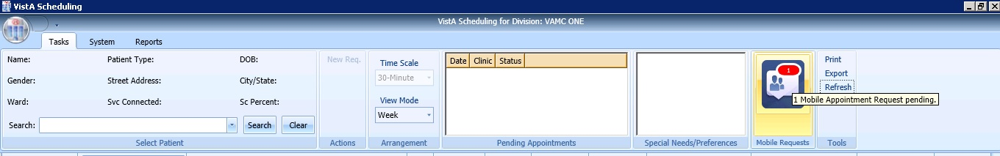 VistA Scheduling
VistA Scheduling for Division: VAMC ONE
Tasks System Reports
Name: Patient Type: DOB:
Gender: Street Address: City/State:
Ward: Svc Connected: Sc Percent:
Search: Search Clear
Select Patient
New Req.
Actions
Time Scale
30-Minute
View Mode
Week
Arrangement
Date Clinic Status
Pending Appointments
Special Needs/Preferences
1
1 Mobile Appointment Request pending.
Mobile Requests
Print
Export
Refresh
Tools